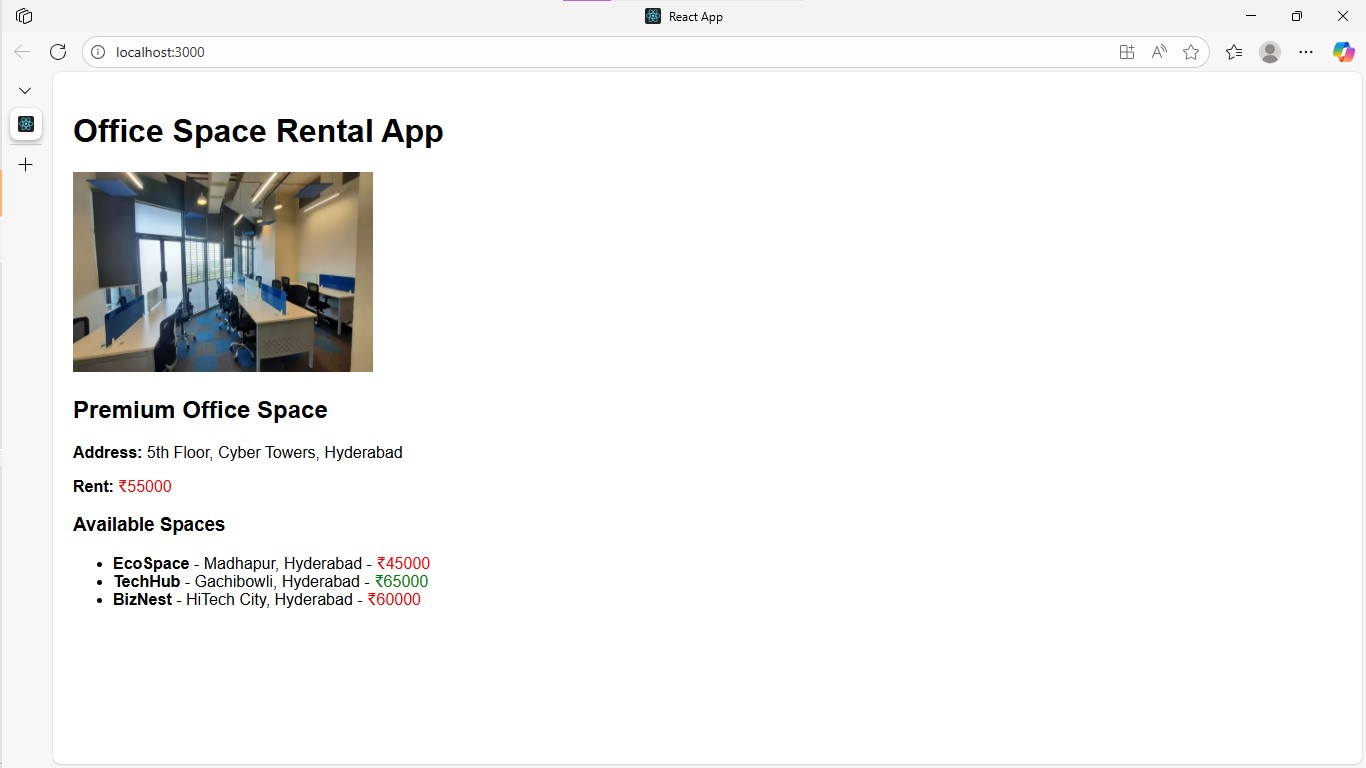 React App
localhost:3000
Office Space Rental App
Premium Office Space
Address: 5th Floor, Cyber Towers, Hyderabad
Rent: ₹55000
Available Spaces
• EcoSpace - Madhapur, Hyderabad - ₹45000
• TechHub - Gachibowli, Hyderabad - ₹65000
• BizNest - HiTech City, Hyderabad - ₹60000